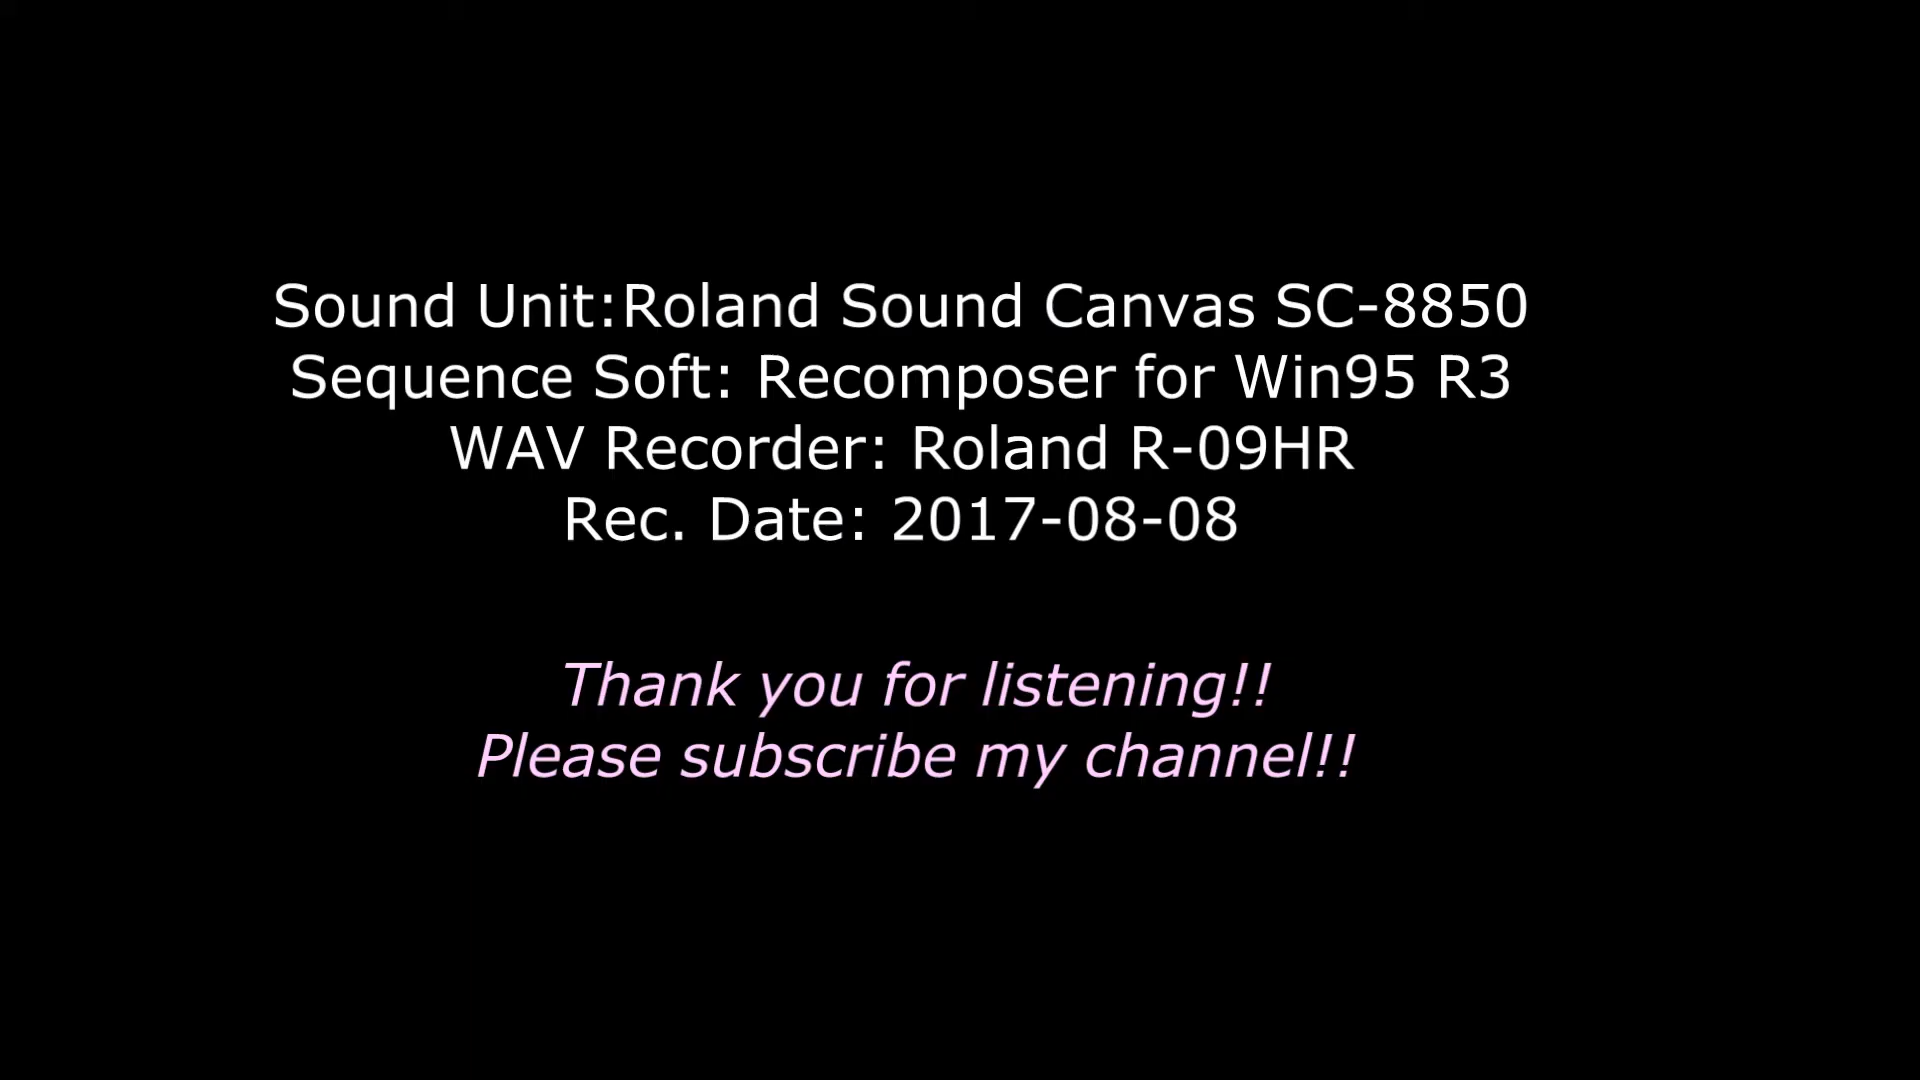 Sound Unit:Roland Sound Canvas SC-8850
Sequence Soft: Recomposer for Win95 R3
WAV Recorder: Roland R-09HR
Rec. Date: 2017-08-08
Thank you for listening!!
Please subscribe my channel!!